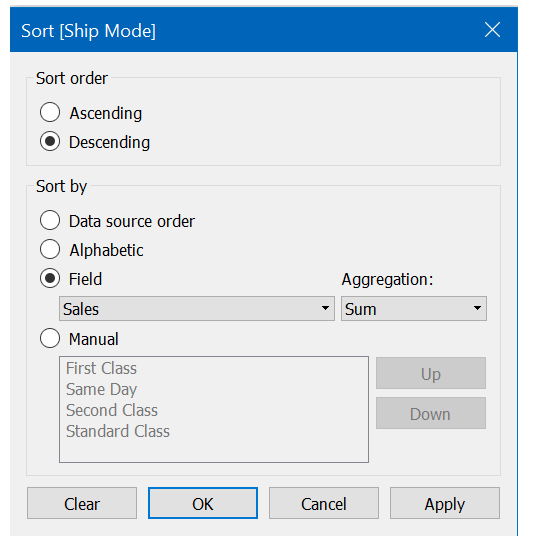 Sort [Ship Mode]
Sort order
Ascending
Descending
Sort by
Data source order
Alphabetic
Field
Aggregation:
Sales
Sum
Manual
First Class
Same Day
Second Class
Standard Class
Up
Down
Clear
OK
Cancel
Apply